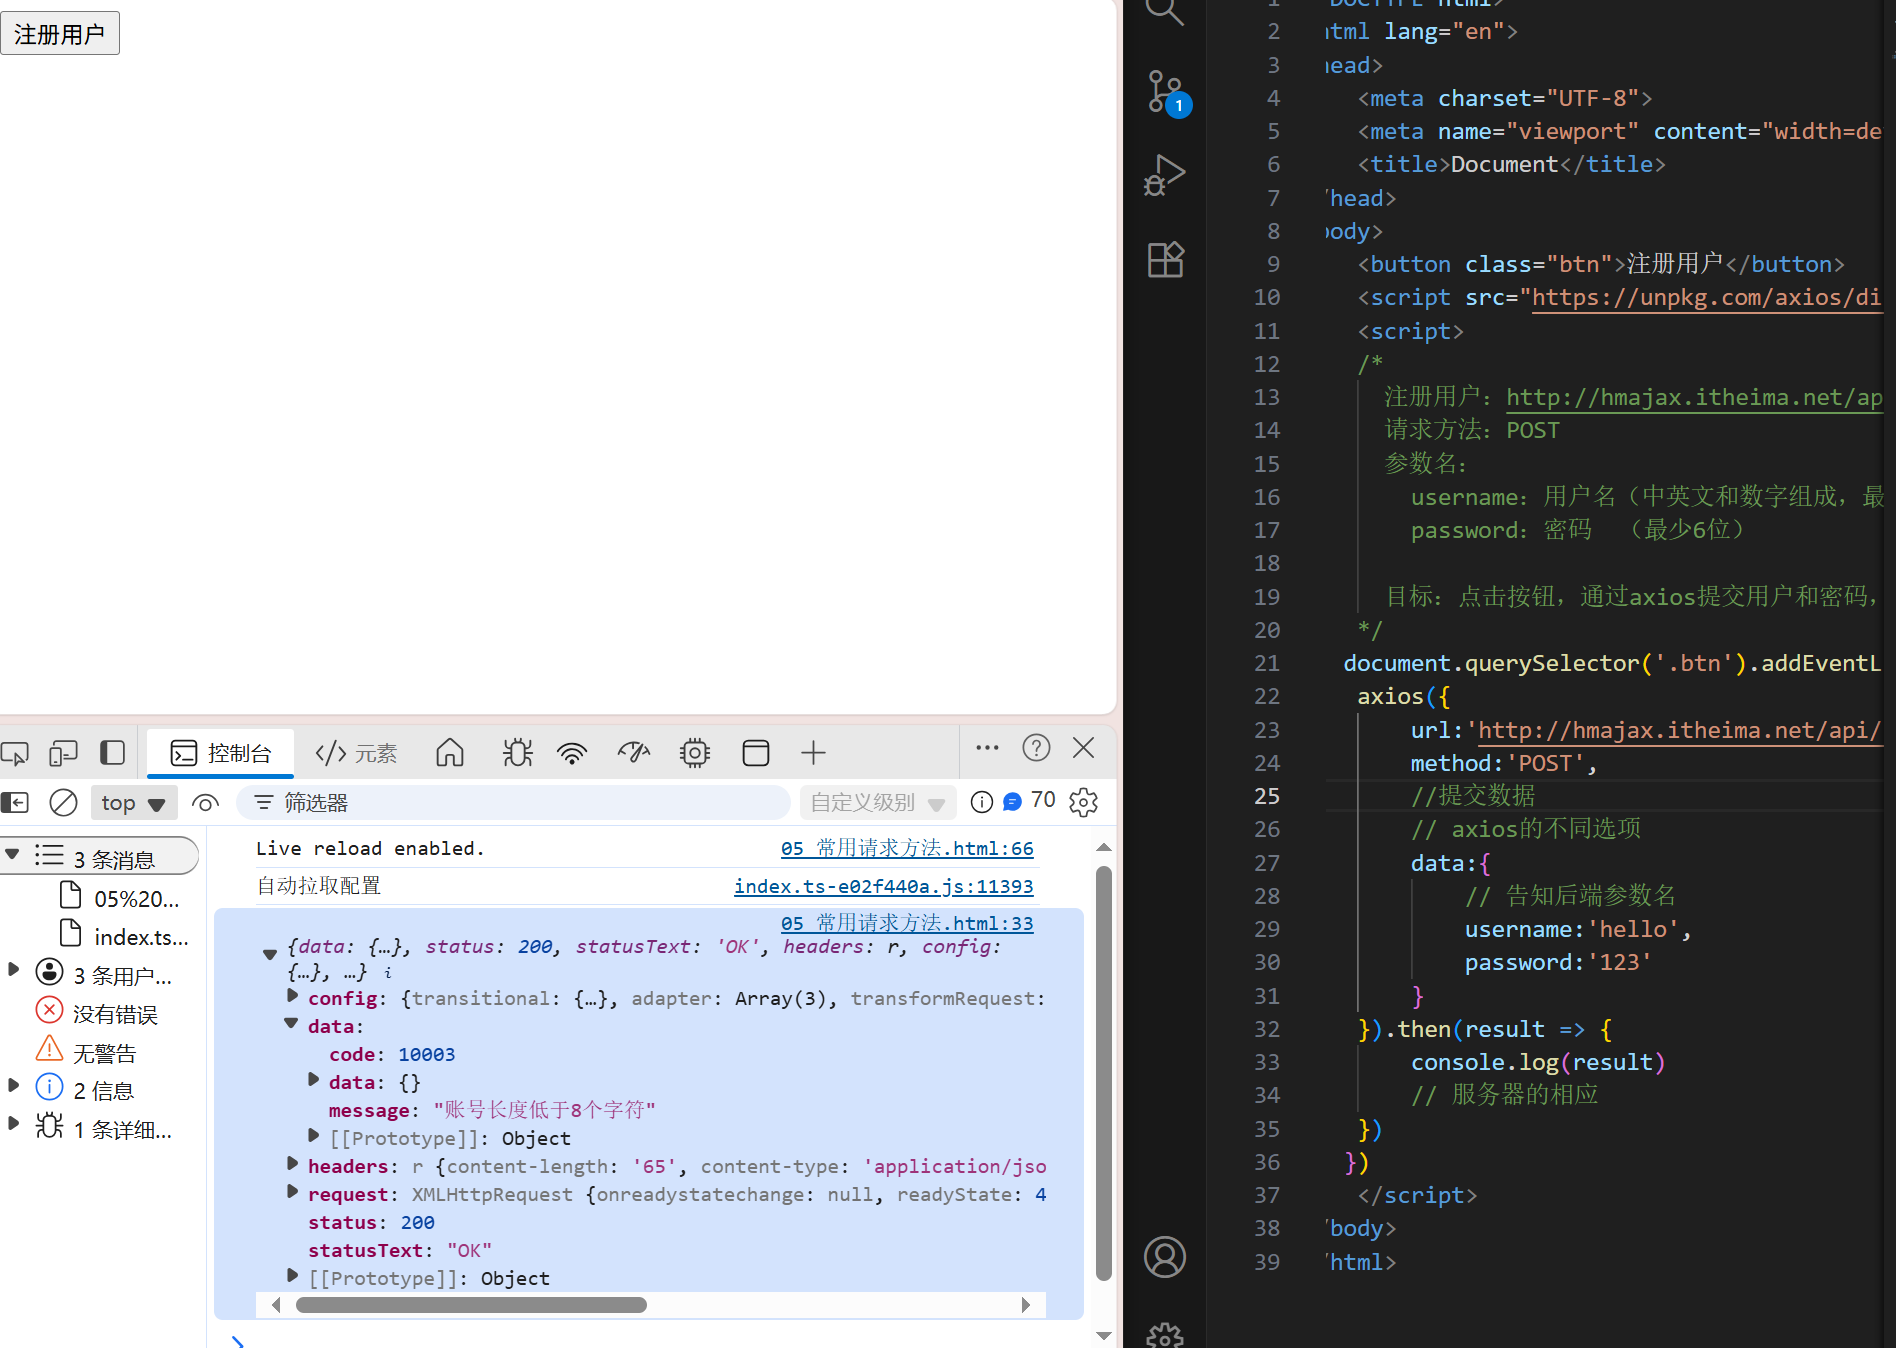 注册用户
控制台
元素
top
筛选器
自定义级别
70
3 条消息
05%20...
index.ts...
3 条用户...
没有错误
无警告
2 信息
1 条详细...
Live reload enabled. 05 常用请求方法.html:66
自动拉取配置 index.ts-e02f440a.js:11393
05 常用请求方法.html:33
{data: {…}, status: 200, statusText: 'OK', headers: r, config:
{…}, …} i
config: {transitional: {…}, adapter: Array(3), transformRequest:
data:
code: 10003
data: {}
message: "账号长度低于8个字符"
[[Prototype]]: Object
headers: r {content-length: '65', content-type: 'application/jso
request: XMLHttpRequest {onreadystatechange: null, readyState: 4
status: 200
statusText: "OK"
[[Prototype]]: Object
1
1 DOCTYPE html>
2 html lang="en">
3 head>
4 <meta charset="UTF-8">
5 <meta name="viewport" content="width=de
6 <title>Document</title>
7 /head>
8 body>
9 <button class="btn">注册用户</button>
10 <script src="https://unpkg.com/axios/di
11 <script>
12 /*
13 注册用户：http://hmajax.itheima.net/ap
14 请求方法：POST
15 参数名：
16 username：用户名（中英文和数字组成，最
17 password：密码 （最少6位）
18
19 目标：点击按钮，通过axios提交用户和密码，
20 */
21 document.querySelector('.btn').addEventL
22 axios({
23 url:'http://hmajax.itheima.net/api/
24 method:'POST',
25 //提交数据
26 // axios的不同选项
27 data:{
28 // 告知后端参数名
29 username:'hello',
30 password:'123'
31 }
32 }).then(result => {
33 console.log(result)
34 // 服务器的相应
35 })
36 })
37 </script>
38 /body>
39 /html>